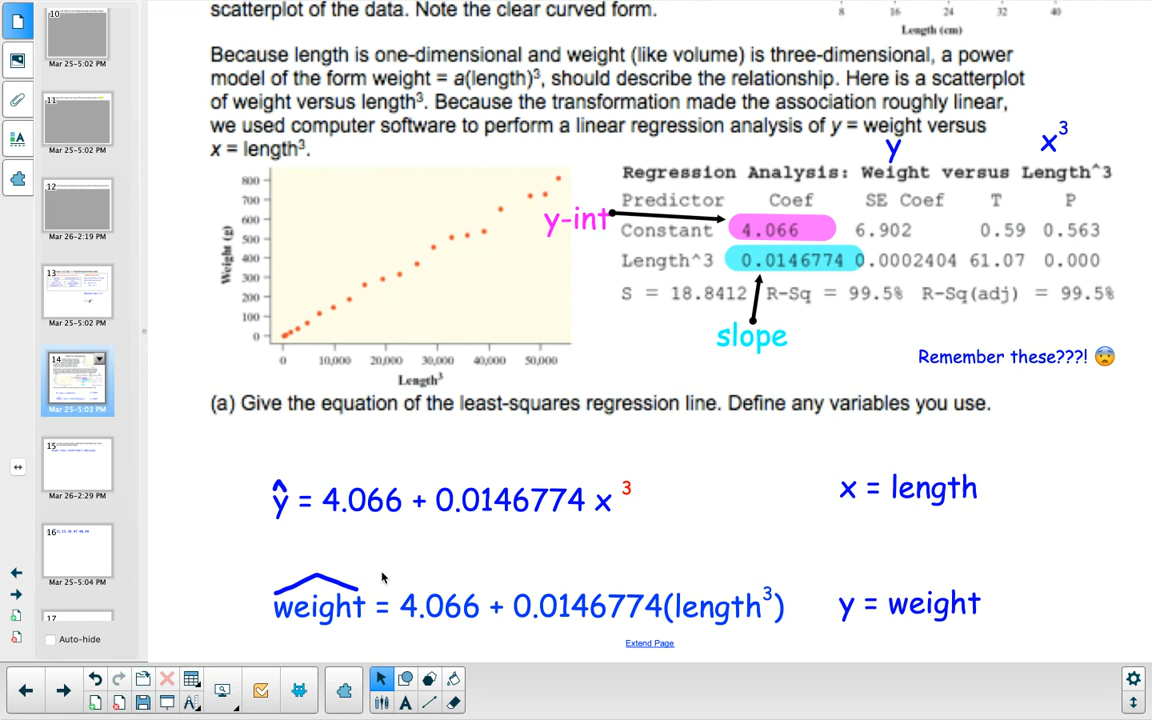 scatterplot of the data. Note the clear curved form.
8 16 24 32 40
Length (cm)
Because length is one-dimensional and weight (like volume) is three-dimensional, a power
model of the form weight = a(length)³, should describe the relationship. Here is a scatterplot
of weight versus length³. Because the transformation made the association roughly linear,
we used computer software to perform a linear regression analysis of y = weight versus
x = length³.
y
x³
800
700
600
500
400
300
200
100
0
Weight (g)
0 10,000 20,000 30,000 40,000 50,000
Length³
Regression Analysis: Weight versus Length^3
Predictor Coef SE Coef T P
y-int
Constant 4.066 6.902 0.59 0.563
Length^3 0.0146774 0.0002404 61.07 0.000
S = 18.8412 R-Sq = 99.5% R-Sq(adj) = 99.5%
slope
Remember these???! 😨
(a) Give the equation of the least-squares regression line. Define any variables you use.
ŷ = 4.066 + 0.0146774 x ³
x = length
weight = 4.066 + 0.0146774(length³)
y = weight
Extend Page
10
Mar 25-5:02 PM
11
Mar 25-5:02 PM
12
Mar 26-2:19 PM
13
Mar 25-5:02 PM
14
Mar 25-5:03 PM
15
Mar 26-2:29 PM
16
Mar 25-5:04 PM
17
Auto-hide